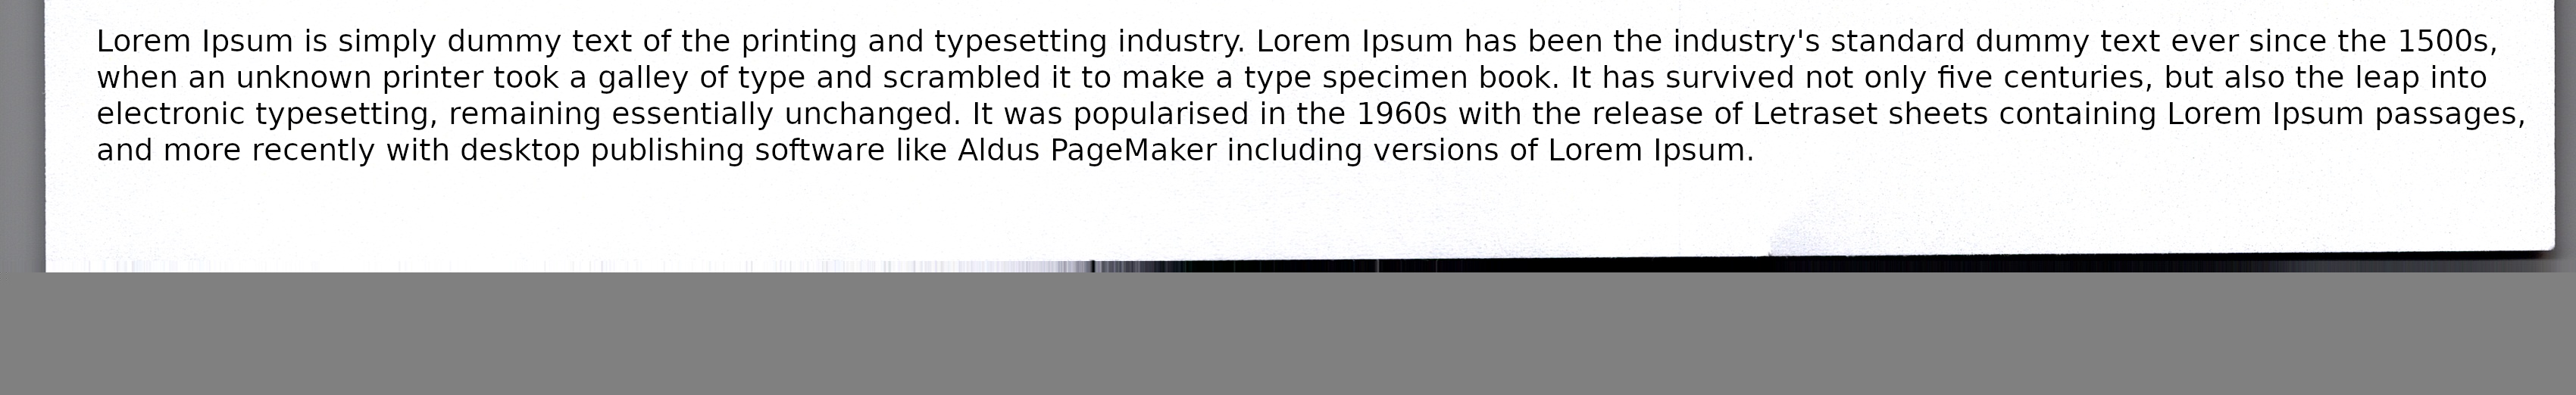 Lorem Ipsum is simply dummy text of the printing and typesetting industry. Lorem Ipsum has been the industry's standard dummy text ever since the 1500s,
when an unknown printer took a galley of type and scrambled it to make a type specimen book. It has survived not only five centuries, but also the leap into
electronic typesetting, remaining essentially unchanged. It was popularised in the 1960s with the release of Letraset sheets containing Lorem Ipsum passages,
and more recently with desktop publishing software like Aldus PageMaker including versions of Lorem Ipsum.